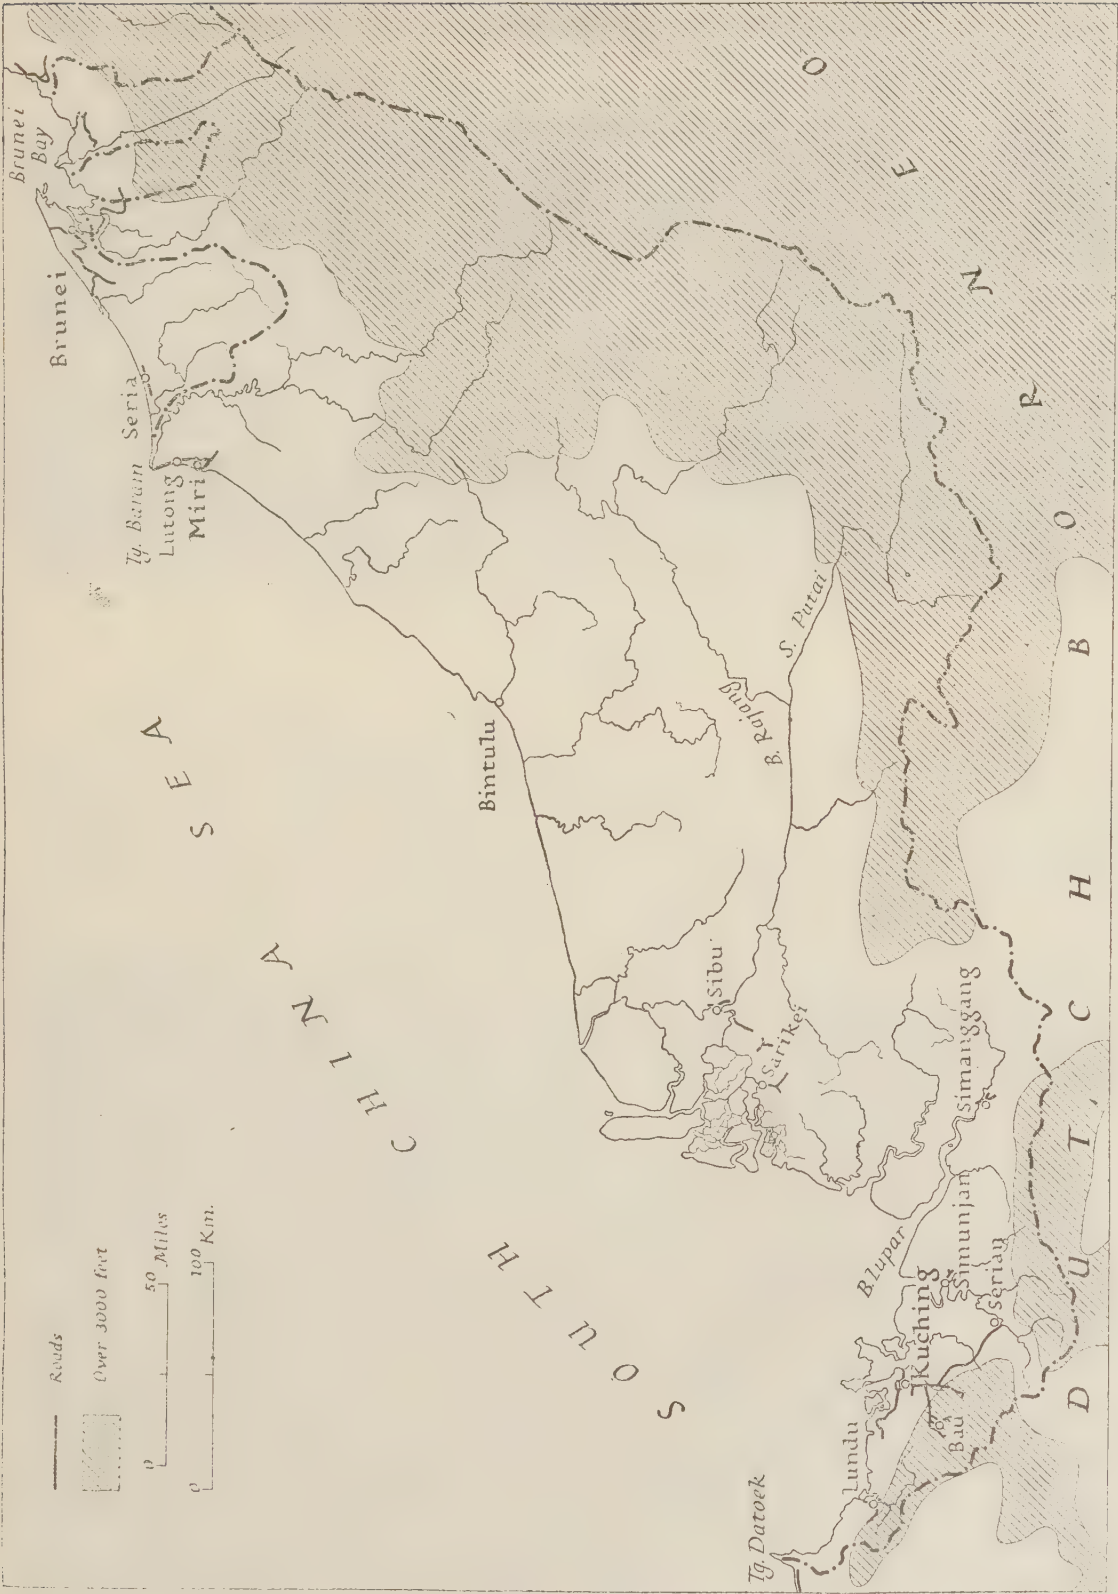 Roads
Over 3000 feet
0 50 Miles
0 100 Km.
SOUTH CHINA SEA
Brunei Bay
Brunei
Seria
Tg. Baram
Lutong
Miri
Bintulu
S. Putai
B. Rajang
Sibu
Sarikei
Simanggang
B. Lupar
Simunjan
Serian
Kuching
Bau
Lundu
Tg. Datoek
DUTCH BORNEO